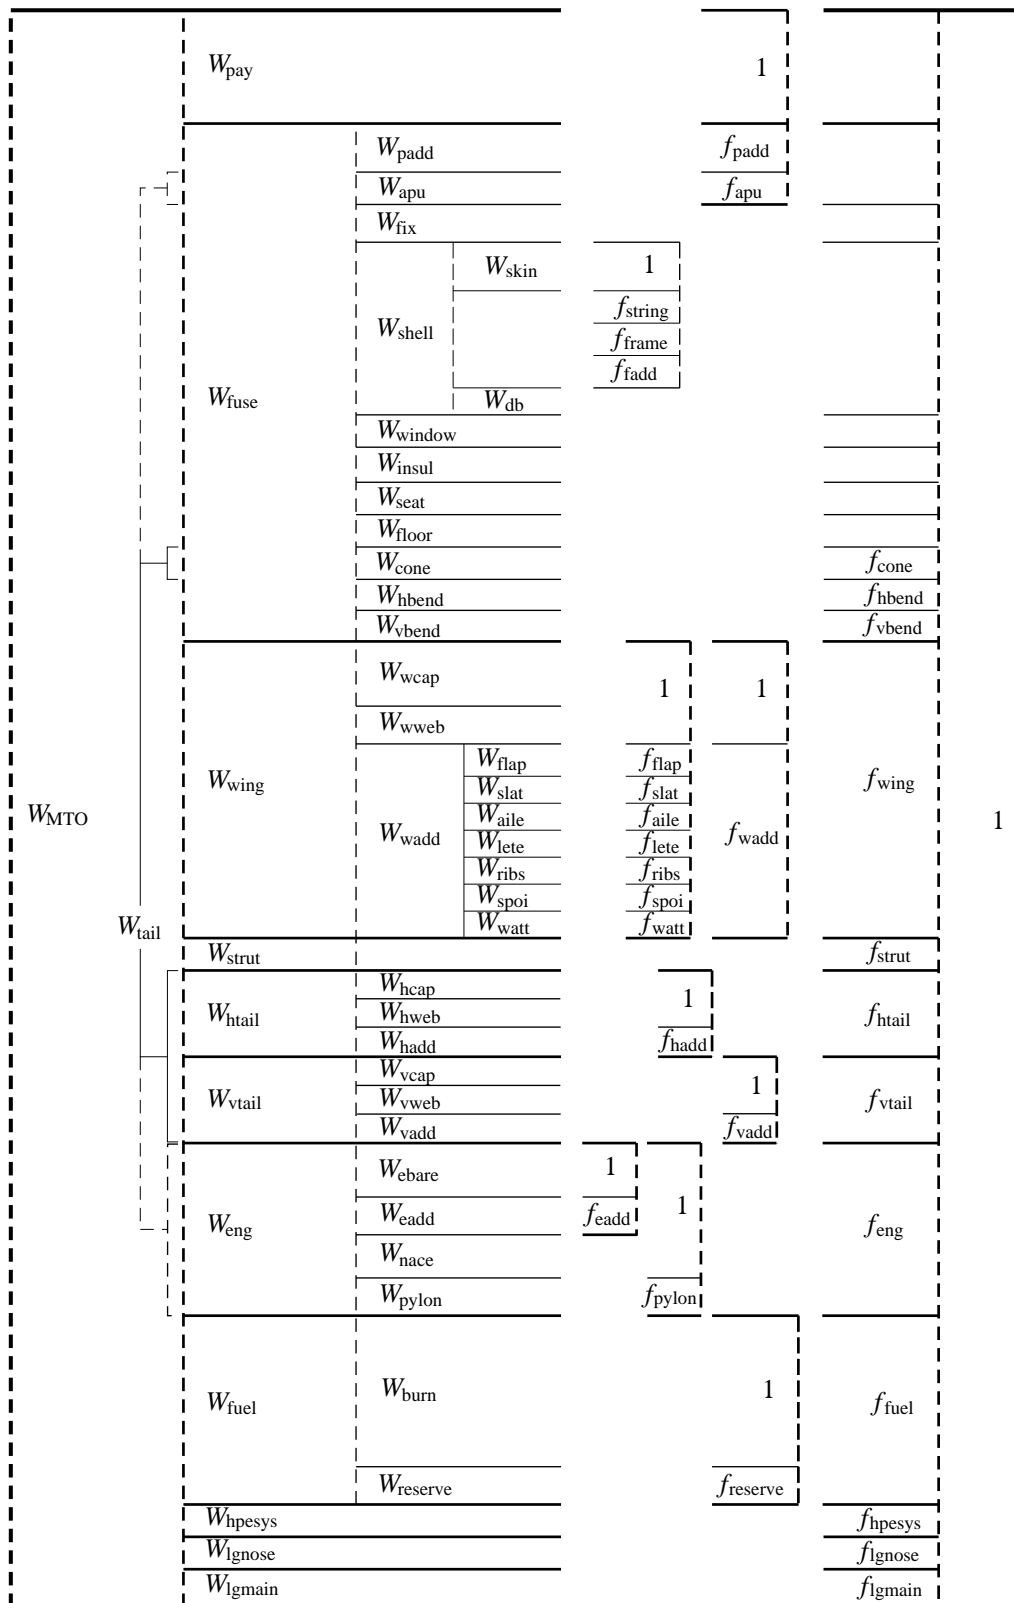 W_pay 1
W_padd f_padd
W_apu f_apu
W_fix
W_skin 1
f_string
W_shell f_frame
f_fadd
W_fuse W_db
W_window
W_insul
W_seat
W_floor
W_cone f_cone
W_hbend f_hbend
W_vbend f_vbend
W_wcap 1 1
W_wweb
W_flap f_flap
W_wing W_slat f_slat f_wing
W_MTO W_aile f_aile 1
W_wadd W_lete f_lete f_wadd
W_ribs f_ribs
W_spoi f_spoi
W_tail W_watt f_watt
W_strut f_strut
W_hcap 1
W_htail W_hweb f_htail
W_hadd f_hadd
W_vcap 1
W_vtail W_vweb f_vtail
W_vadd f_vadd
W_ebare 1 1
W_eng W_eadd f_eadd f_eng
W_nace
W_pylon f_pylon
W_burn 1
W_fuel f_fuel
W_reserve f_reserve
W_hpesys f_hpesys
W_lgnose f_lgnose
W_lgmain f_lgmain